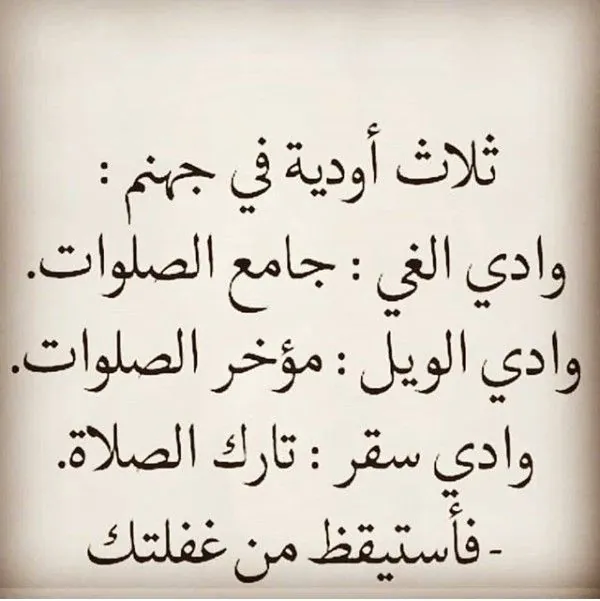 ثلاث أودية في جهنم :
وادي الغي : جامع الصلوات.
وادي الويل : مؤخر الصلوات.
وادي سقر : تارك الصلاة.
- فأستيقظ من غفلتك